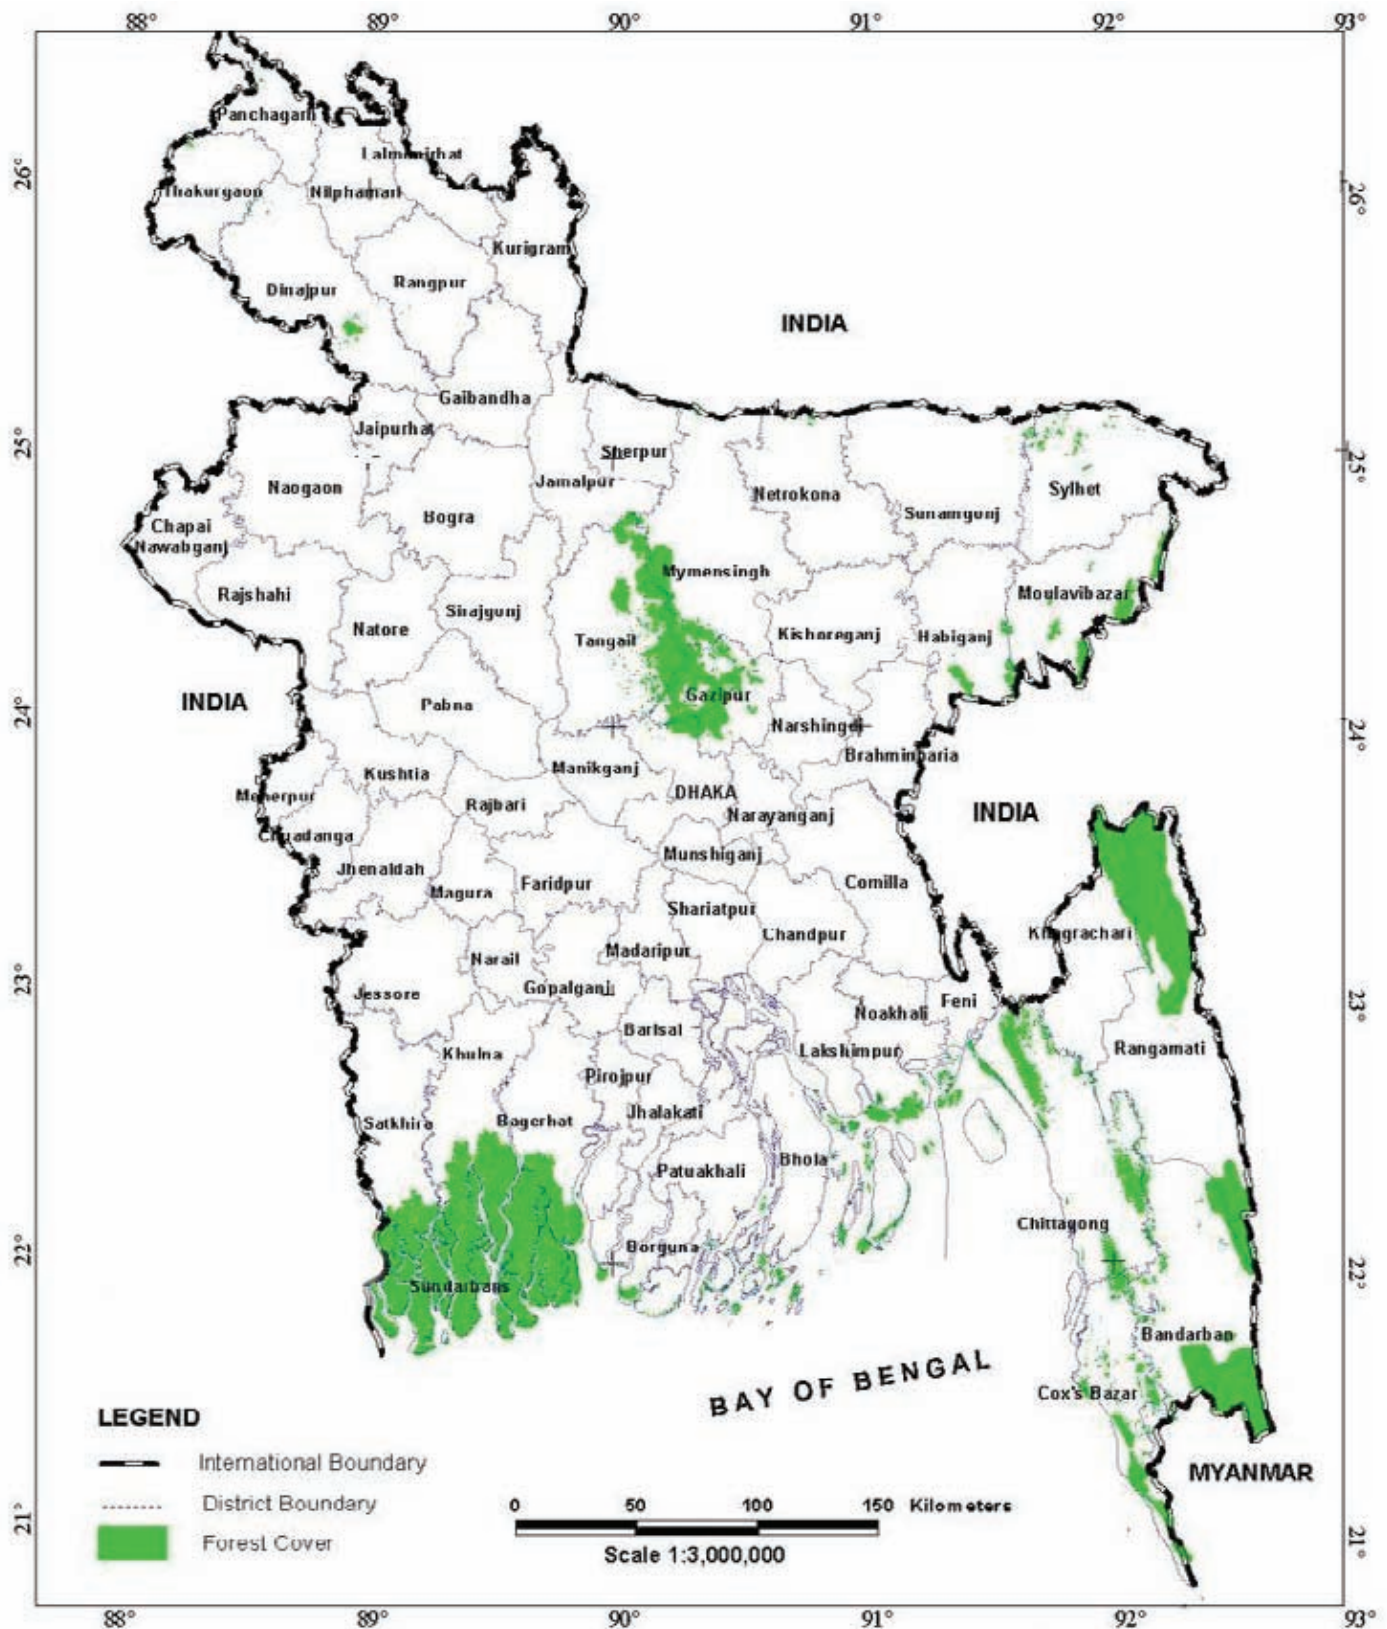 88° 89° 90° 91° 92° 93°
Panchagarh
Lalmonirhat
26°
Thakurgaon Nilphamari
26°
Kurigram
Rangpur
Dinajpur
INDIA
Gaibandha
Jaipurhat
25°
Sherpur
25°
Jamalpur
Naogaon
Netrokona
Sylhet
Bogra
Sunamgunj
Chapai
Nawabganj
Mymensingh
Rajshahi
Moulavibazar
Sirajgunj
Natore
Kishoreganj
Habiganj
Tangail
INDIA
Gazipur
24°
Pabna
Narshingdi
24°
Brahminbaria
Manikganj
Kushtia
Meherpur
DHAKA
Rajbari
Narayanganj
INDIA
Chuadanga
Munshiganj
Jhenaidah
Magura
Faridpur
Comilla
Shariatpur
Chandpur
Khagrachari
Madaripur
Narail
23°
Gopalganj
Jessore
Feni
23°
Noakhali
Barisal
Khulna
Lakshimpur
Rangamati
Pirojpur
Jhalakati
Satkhira
Bagerhat
Bhola
Patuakhali
Chittagong
22°
Borguna
22°
Sundarbans
Bandarban
BAY OF BENGAL
Cox's Bazar
LEGEND
International Boundary
MYANMAR
District Boundary
0 50 100 150 Kilometers
21°
Forest Cover
Scale 1:3,000,000
21°
88° 89° 90° 91° 92° 93°